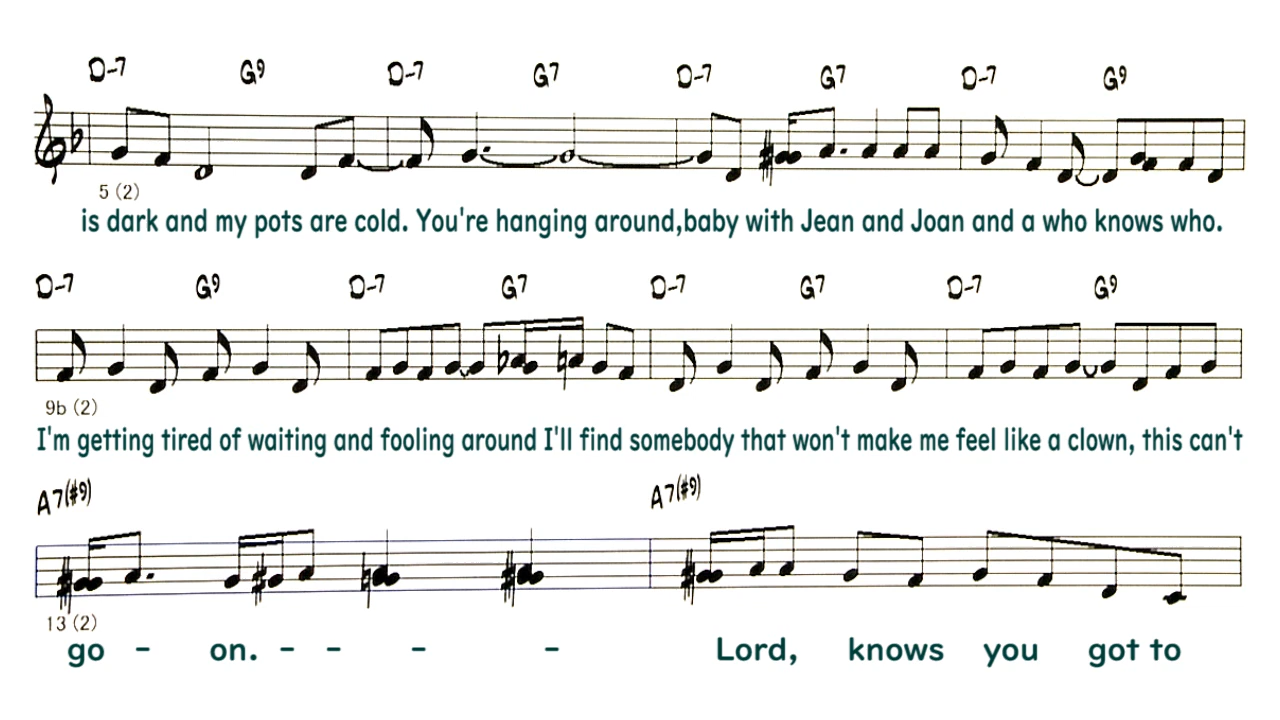 D-7 G9 D-7 G7 D-7 G7 D-7 G9
5 (2)
is dark and my pots are cold. You're hanging around,baby with Jean and Joan and a who knows who.
D-7 G9 D-7 G7 D-7 G7 D-7 G9
9b (2)
I'm getting tired of waiting and fooling around I'll find somebody that won't make me feel like a clown, this can't
A7(#9) A7(#9)
13 (2)
go - on. - - - - Lord, knows you got to